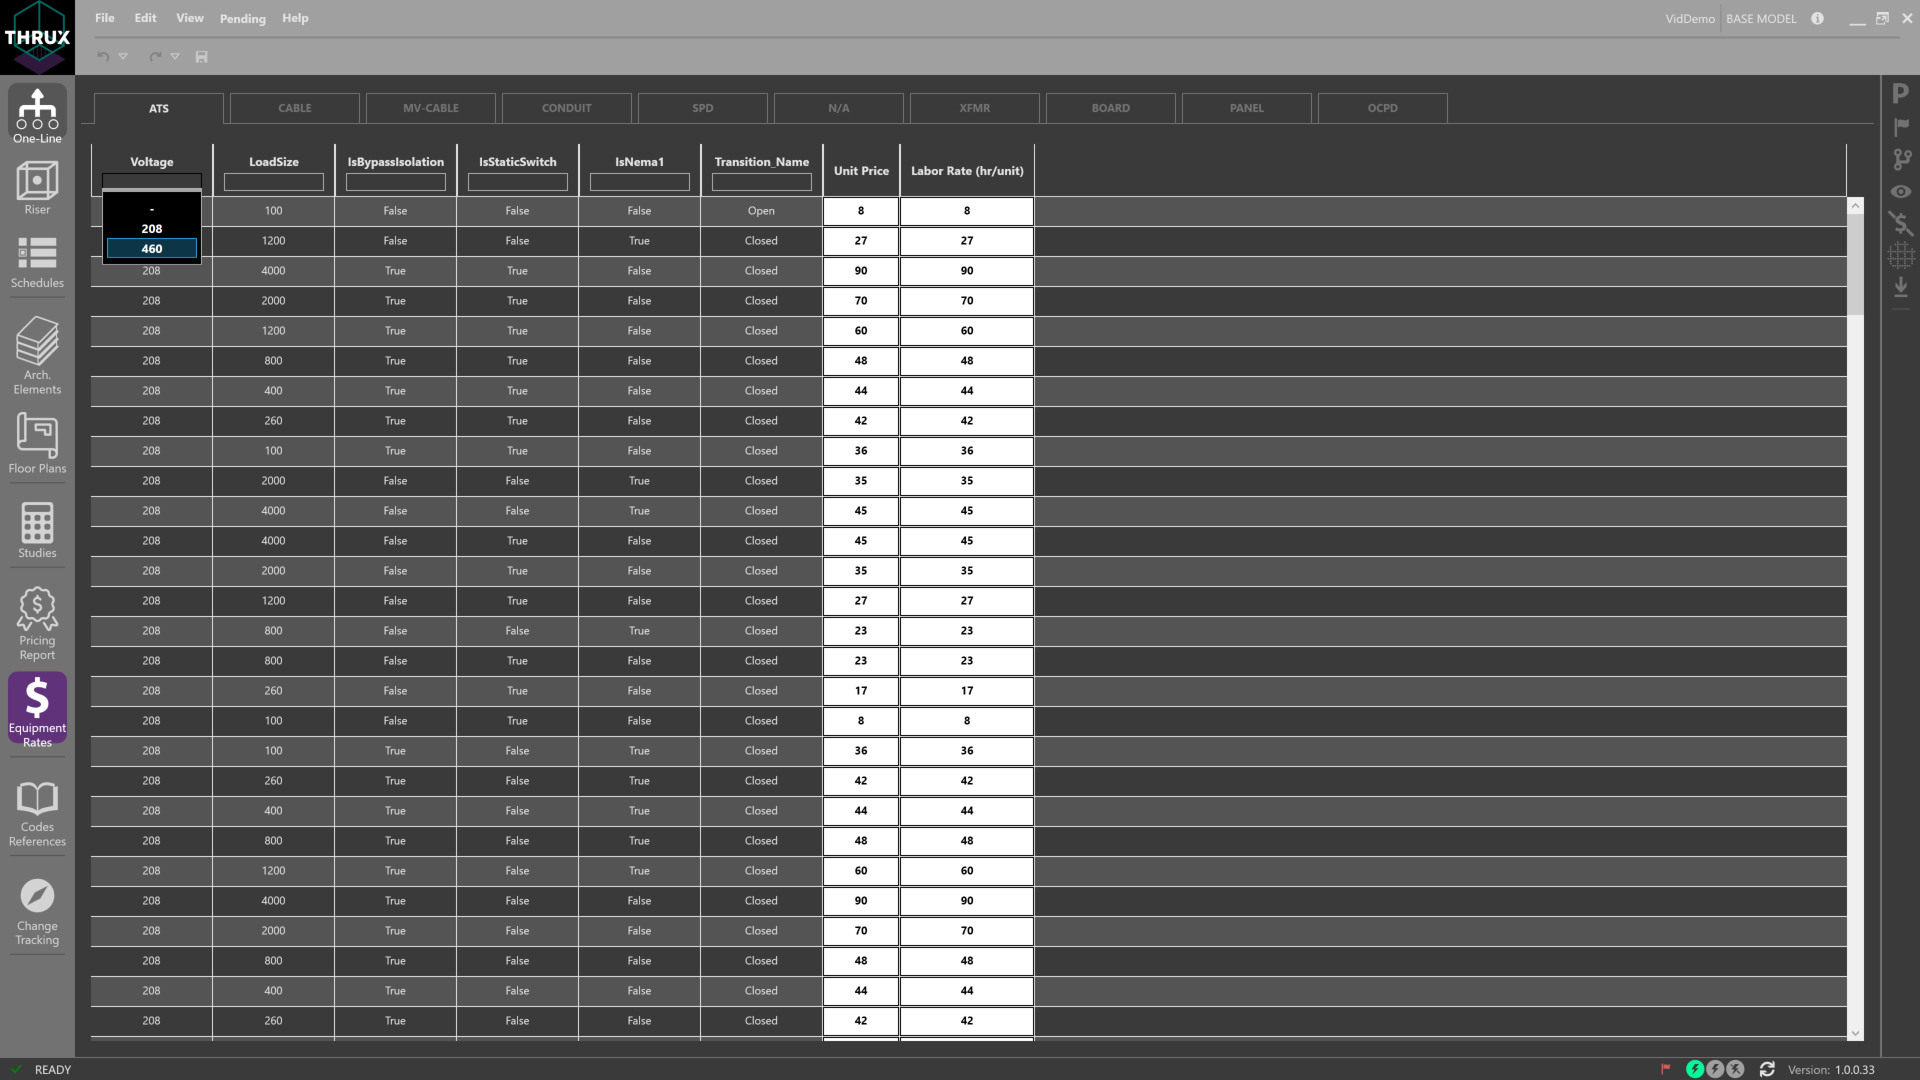 THRUX
File Edit View Pending Help
VidDemo BASE MODEL
ATS CABLE MV-CABLE CONDUIT SPD N/A XFMR BOARD PANEL OCPD
Voltage LoadSize IsBypassIsolation IsStaticSwitch IsNema1 Transition_Name Unit Price Labor Rate (hr/unit)
-
208
460
100 False False False Open 8 8
1200 False False True Closed 27 27
208 4000 True True False Closed 90 90
208 2000 True True False Closed 70 70
208 1200 True True False Closed 60 60
208 800 True True False Closed 48 48
208 400 True True False Closed 44 44
208 260 True True False Closed 42 42
208 100 True True False Closed 36 36
208 2000 False False True Closed 35 35
208 4000 False False True Closed 45 45
208 4000 False True False Closed 45 45
208 2000 False True False Closed 35 35
208 1200 False True False Closed 27 27
208 800 False False True Closed 23 23
208 800 False True False Closed 23 23
208 260 False True False Closed 17 17
208 100 False True False Closed 8 8
208 100 True False True Closed 36 36
208 260 True False True Closed 42 42
208 400 True False True Closed 44 44
208 800 True False True Closed 48 48
208 1200 True False True Closed 60 60
208 4000 True False False Closed 90 90
208 2000 True False False Closed 70 70
208 800 True False False Closed 48 48
208 400 True False False Closed 44 44
208 260 True False False Closed 42 42
One-Line
Riser
Schedules
Arch.
Elements
Floor Plans
Studies
Pricing
Report
Equipment
Rates
Codes
References
Change
Tracking
P
READY
Version: 1.0.0.33